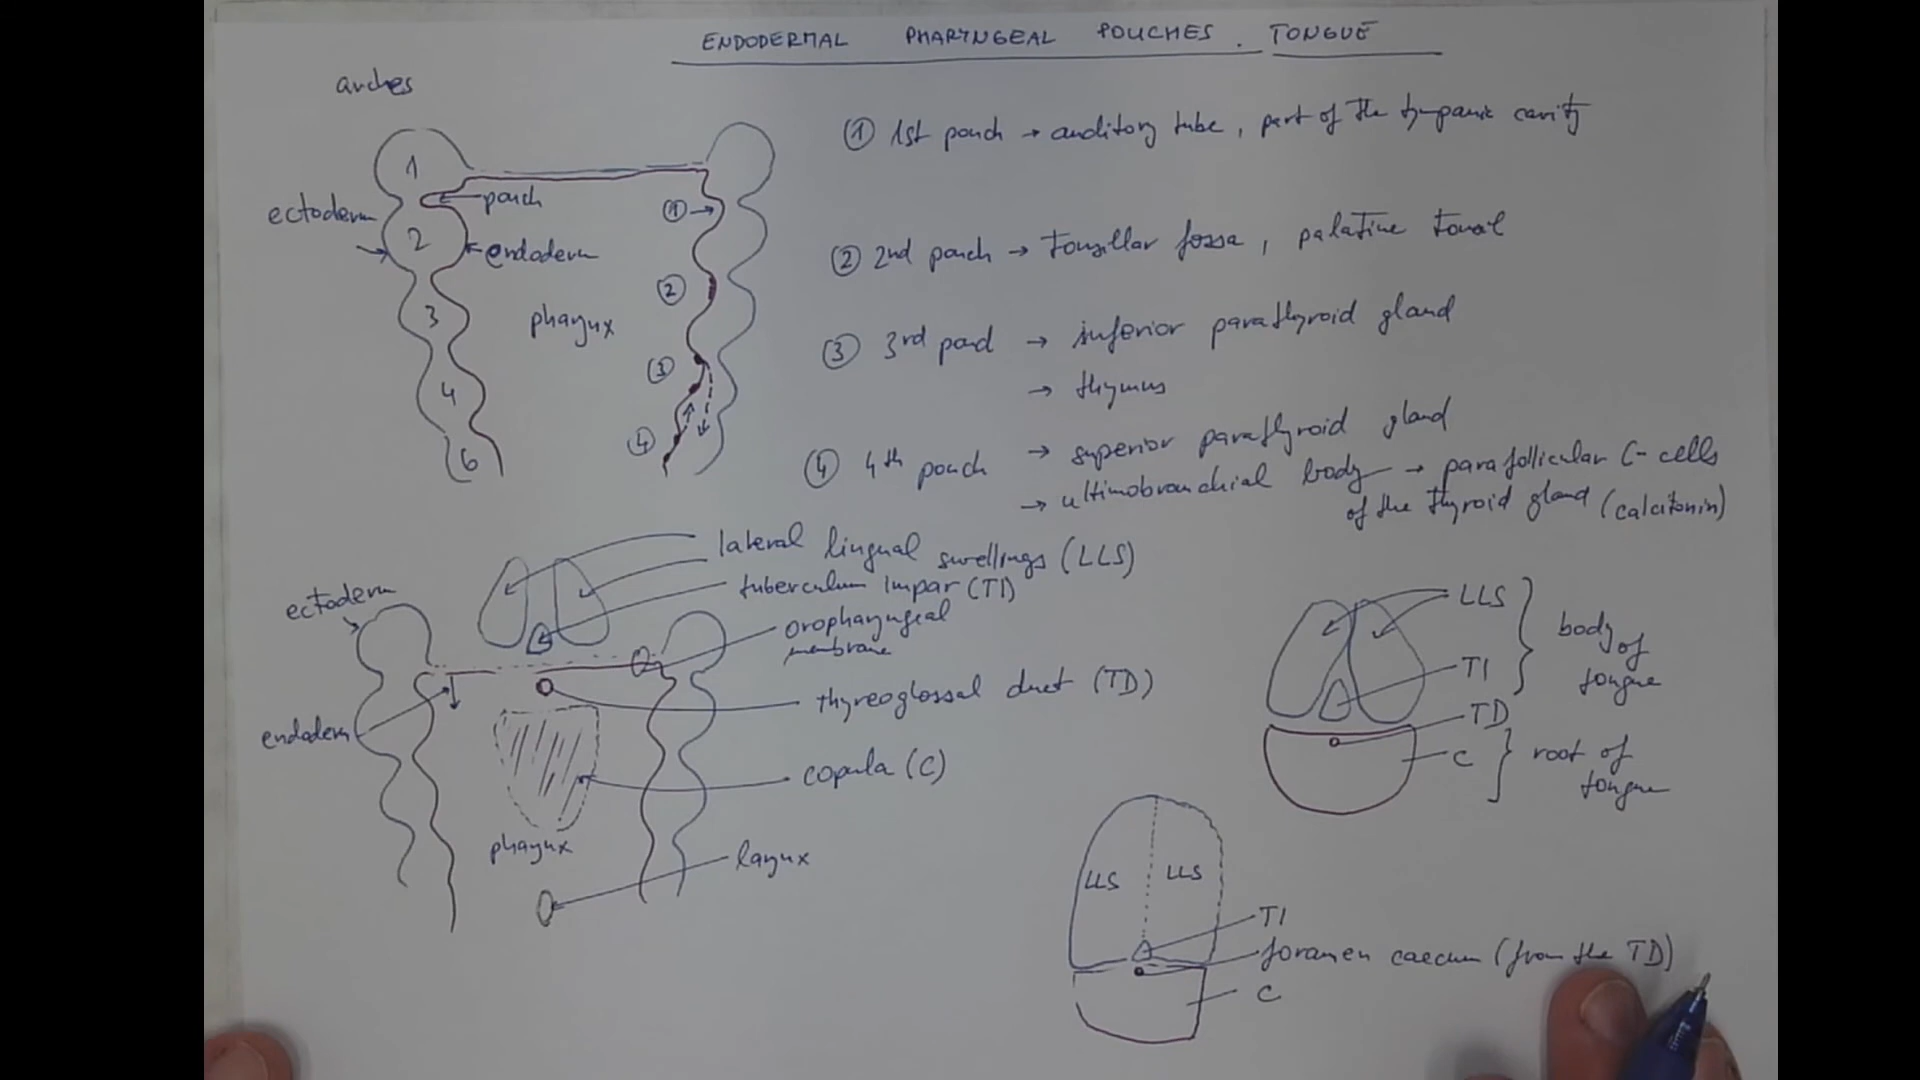 ENDODERMAL PHARYNGEAL POUCHES. TONGUE
arches
1
pouch
ectoderm
2
endoderm
3
pharynx
4
6
1
2
3
4
1 1st pouch → auditory tube, part of the tympanic cavity
2 2nd pouch → tonsillar fossa, palatine tonsil
3 3rd pouch → inferior parathyroid gland
→ thymus
4 4th pouch → superior parathyroid gland
→ ultimobranchial body → parafollicular C-cells
of the thyroid gland (calcitonin)
lateral lingual swellings (LLS)
tuberculum impar (TI)
oropharyngeal
membrane
thyreoglossal duct (TD)
copula (C)
ectoderm
endoderm
pharynx
larynx
LLS
TI
TD
C
body of
tongue
root of
tongue
LLS LLS
TI
foramen caecum (from the TD)
C